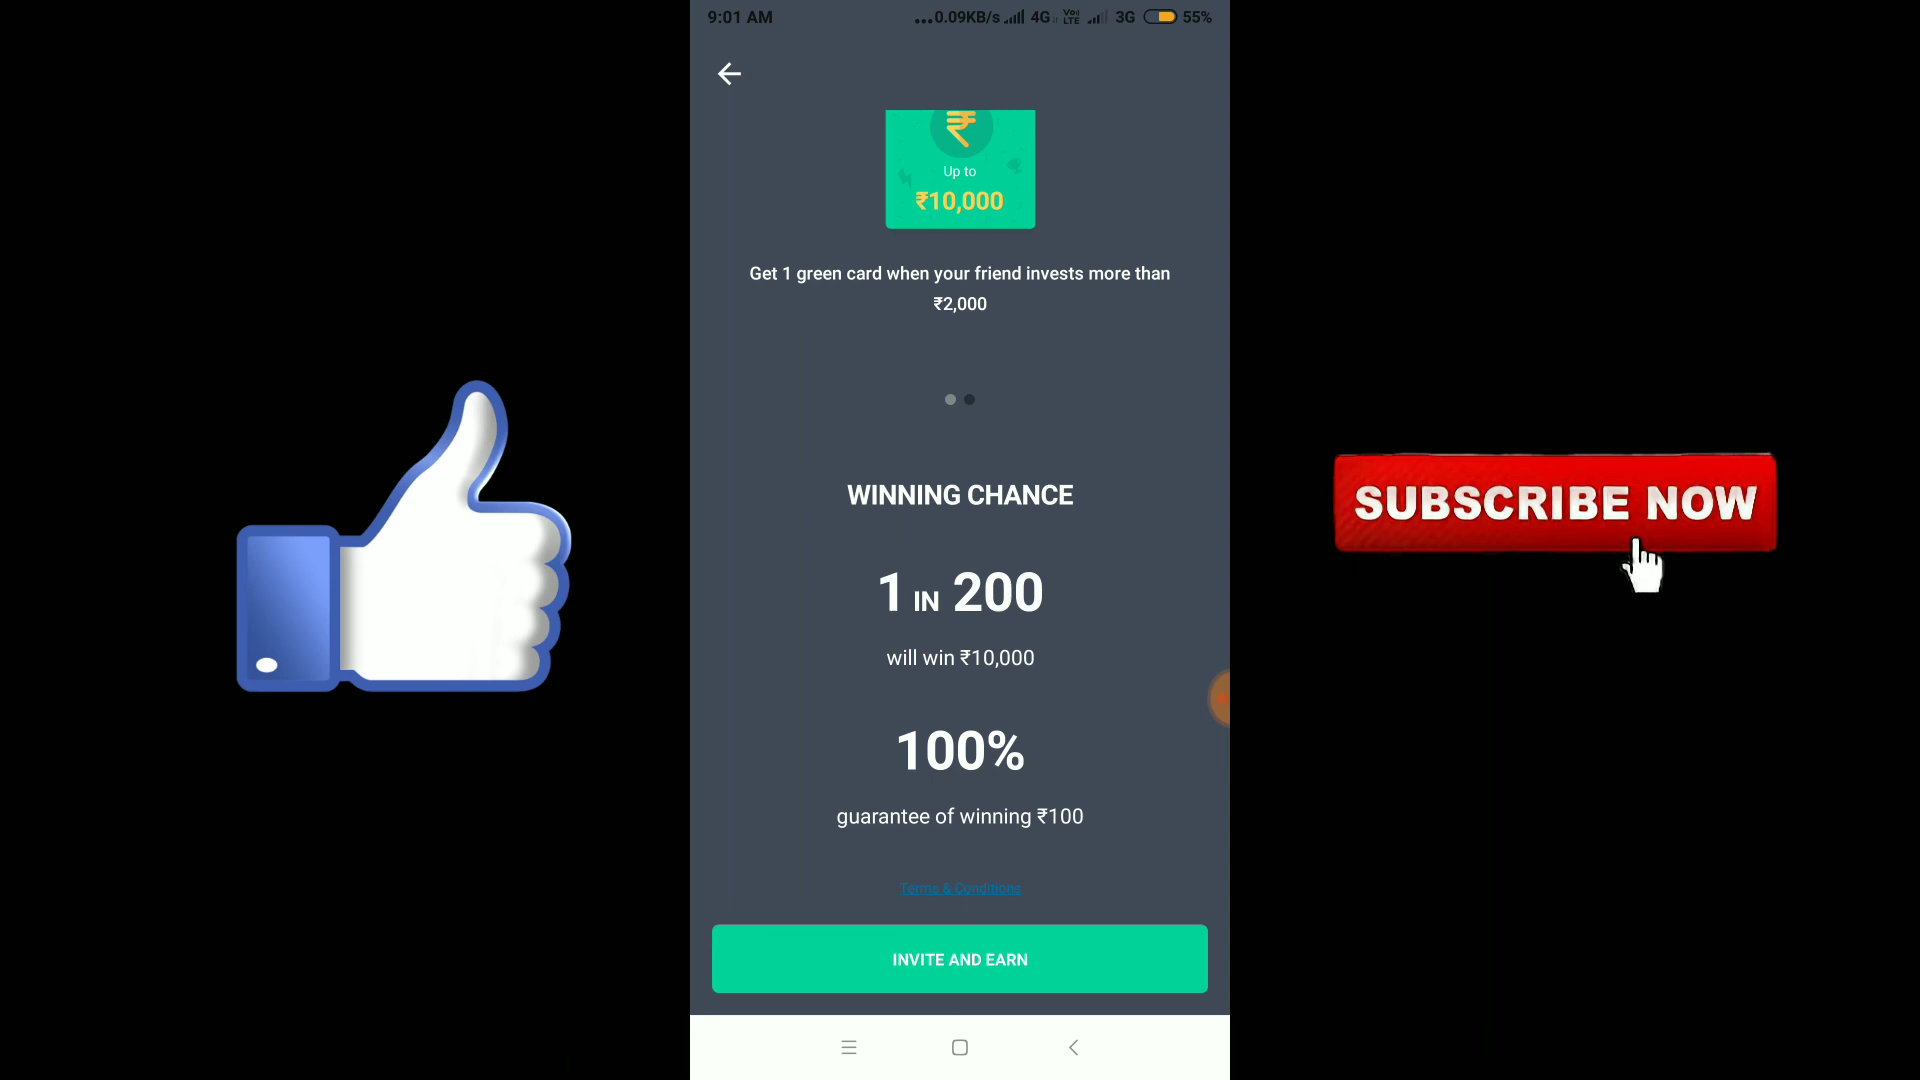 9:01 AM
...0.09KB/s 4G VoLTE 3G 55%
₹
Up to
₹10,000
Get 1 green card when your friend invests more than
₹2,000
WINNING CHANCE
1 IN 200
will win ₹10,000
100%
guarantee of winning ₹100
Terms & Conditions
INVITE AND EARN
SUBSCRIBE NOW